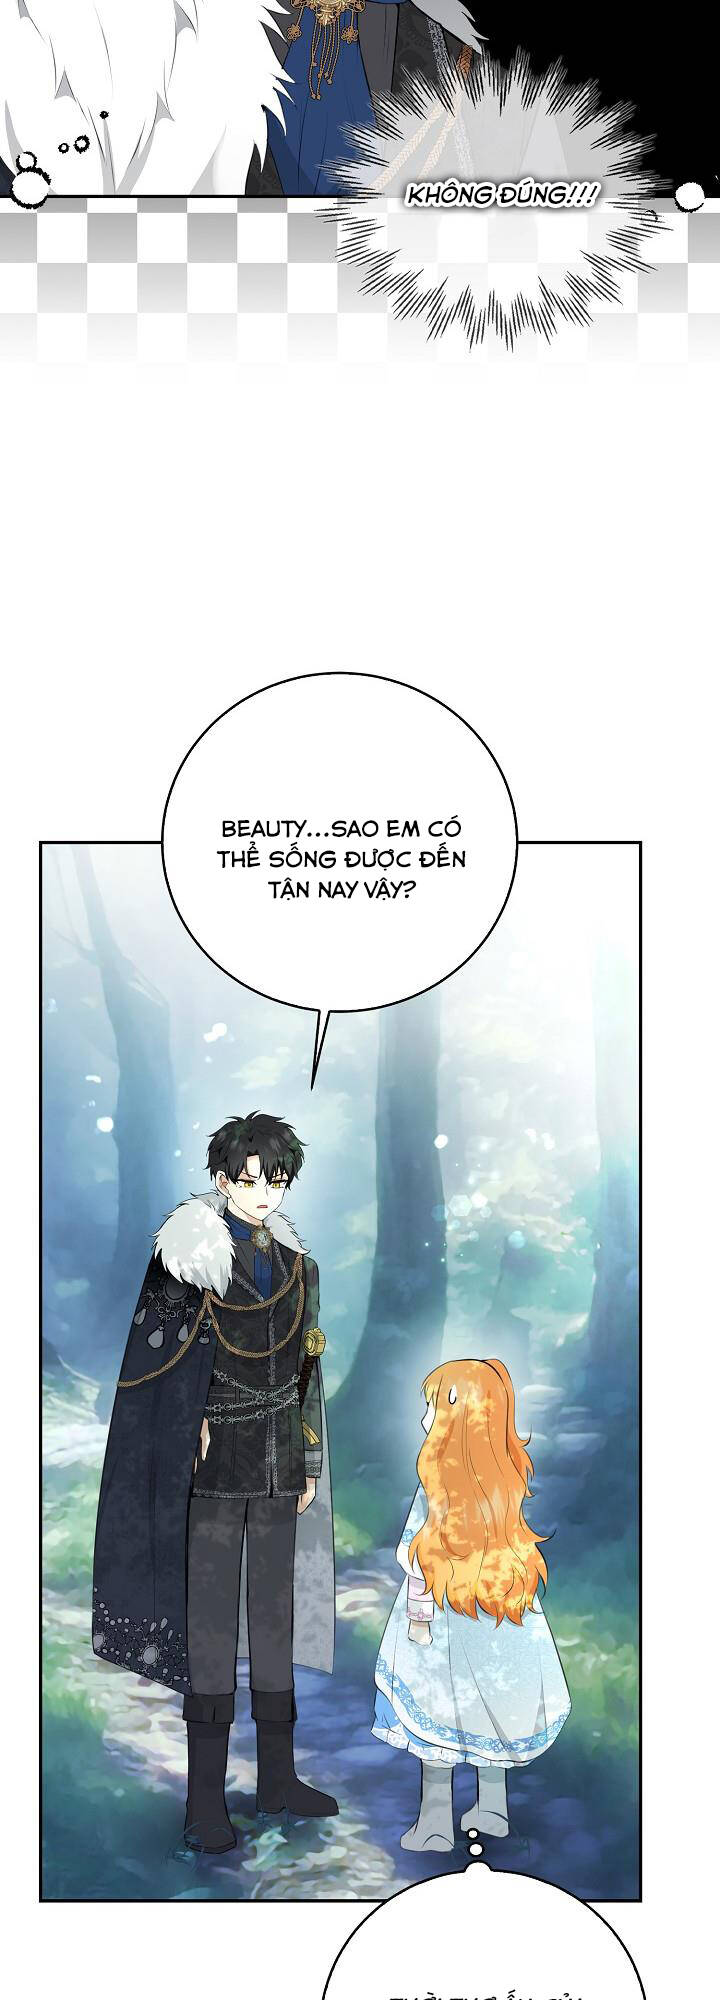 KHÔNG ĐÚNG!!!
BEAUTY...SAO EM CÓ
THỂ SỐNG ĐƯỢC ĐẾN
TẬN NAY VẬY?